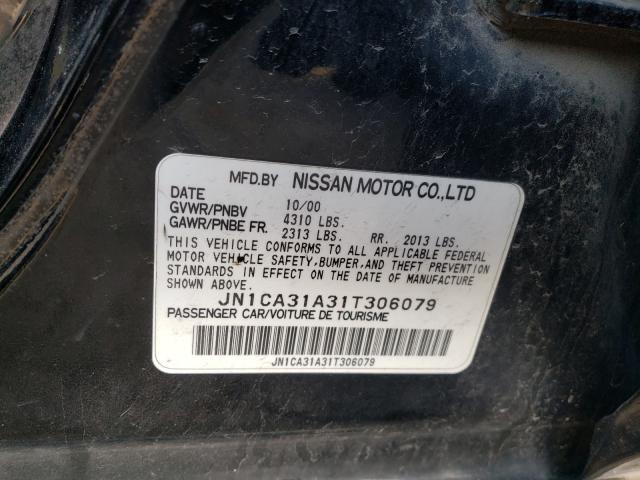 MFD.BY NISSAN MOTOR CO.,LTD
DATE 10/00
GVWR/PNBV 4310 LBS.
GAWR/PNBE FR. 2313 LBS. RR. 2013 LBS.
THIS VEHICLE CONFORMS TO ALL APPLICABLE FEDERAL
MOTOR VEHICLE SAFETY, BUMPER, AND THEFT PREVENTION
STANDARDS IN EFFECT ON THE DATE OF MANUFACTURE
SHOWN ABOVE.
JN1CA31A31T306079
PASSENGER CAR/VOITURE DE TOURISME
JN1CA31A31T306079